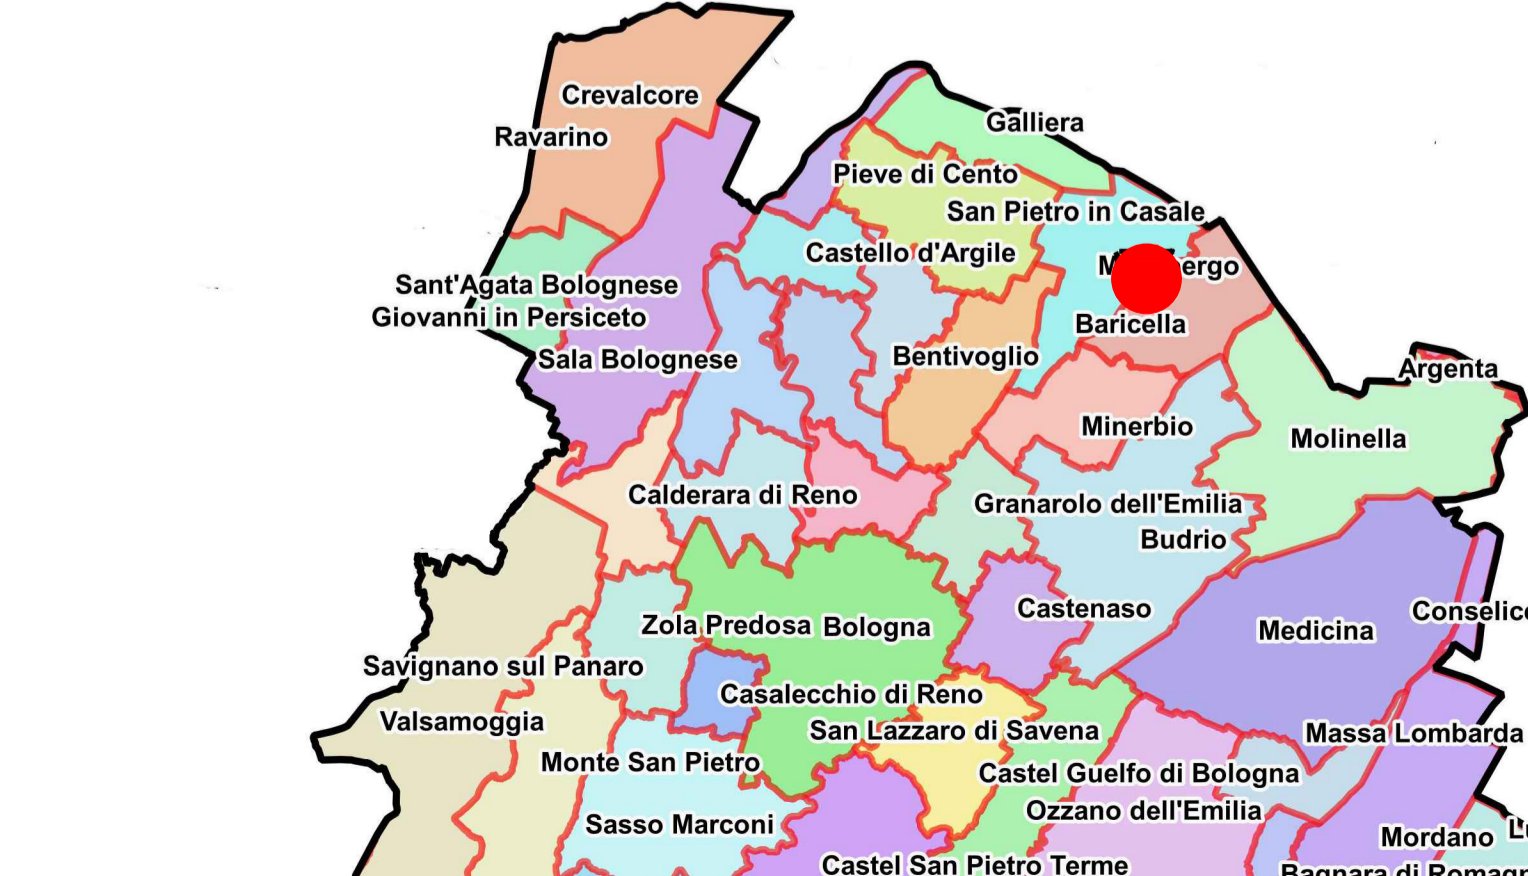 Crevalcore
Galliera
Ravarino
Pieve di Cento
San Pietro in Casale
Castello d'Argile
Sant'Agata Bolognese
Giovanni in Persiceto
Baricella
Sala Bolognese
Bentivoglio
Argenta
Minerbio
Molinella
Calderara di Reno
Granarolo dell'Emilia
Budrio
Castenaso
Conselice
Zola Predosa
Bologna
Medicina
Savignano sul Panaro
Casalecchio di Reno
Valsamoggia
San Lazzaro di Savena
Massa Lombarda
Monte San Pietro
Castel Guelfo di Bologna
Ozzano dell'Emilia
Sasso Marconi
Mordano
Castel San Pietro Terme